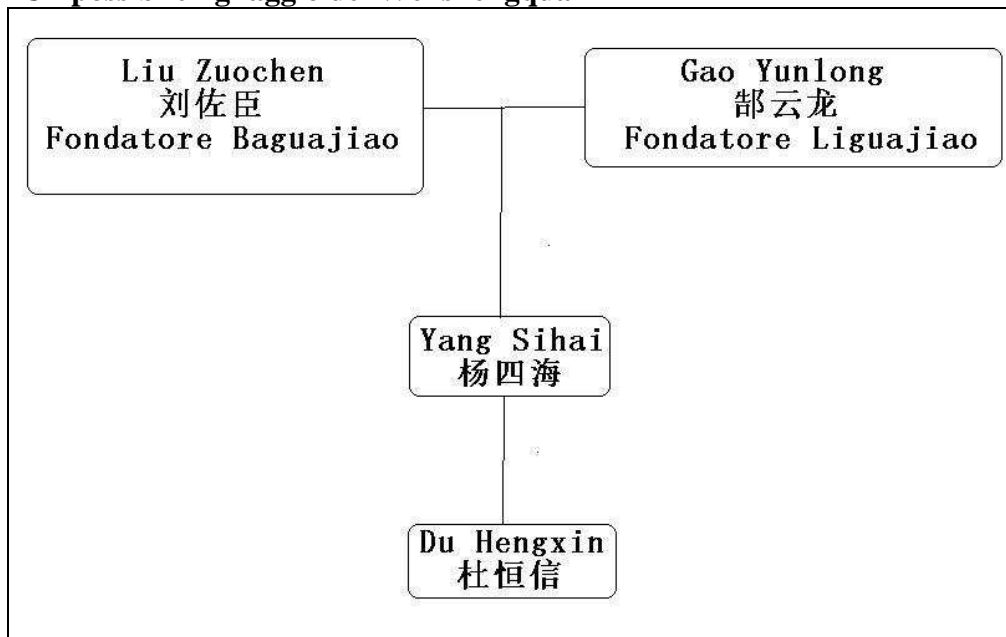 Liu Zuochen
刘佐臣
Fondatore Baguajiao
Gao Yunlong
郜云龙
Fondatore Liguajiao
Yang Sihai
杨四海
Du Hengxin
杜恒信